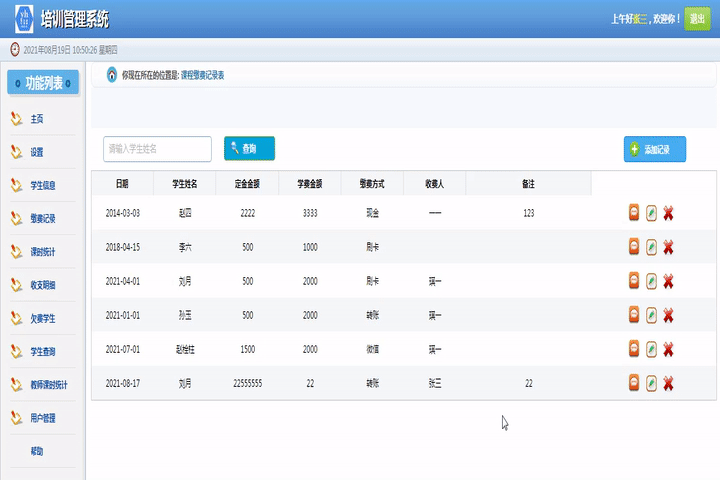 培训管理系统
上午好张三,欢迎你！ 退出
2021年08月19日 10:50:26 星期四
功能列表
主页
设置
学生信息
缴费记录
课时统计
收支明细
欠费学生
学生查询
教师课时统计
用户管理
帮助
你现在所在的位置是: 课程缴费记录表
请输入学生姓名 查询 添加记录
日期 学生姓名 定金金额 学费金额 缴费方式 收费人 备注
2014-03-03 赵四 2222 3333 现金 —— 123
2018-04-15 李六 500 1000 刷卡
2021-04-01 刘月 500 2000 刷卡 琪一
2021-01-01 孙玉 500 2000 转账 琪一
2021-07-01 赵栓柱 1500 2000 微信 琪一
2021-08-17 刘月 22555555 22 转账 张三 22